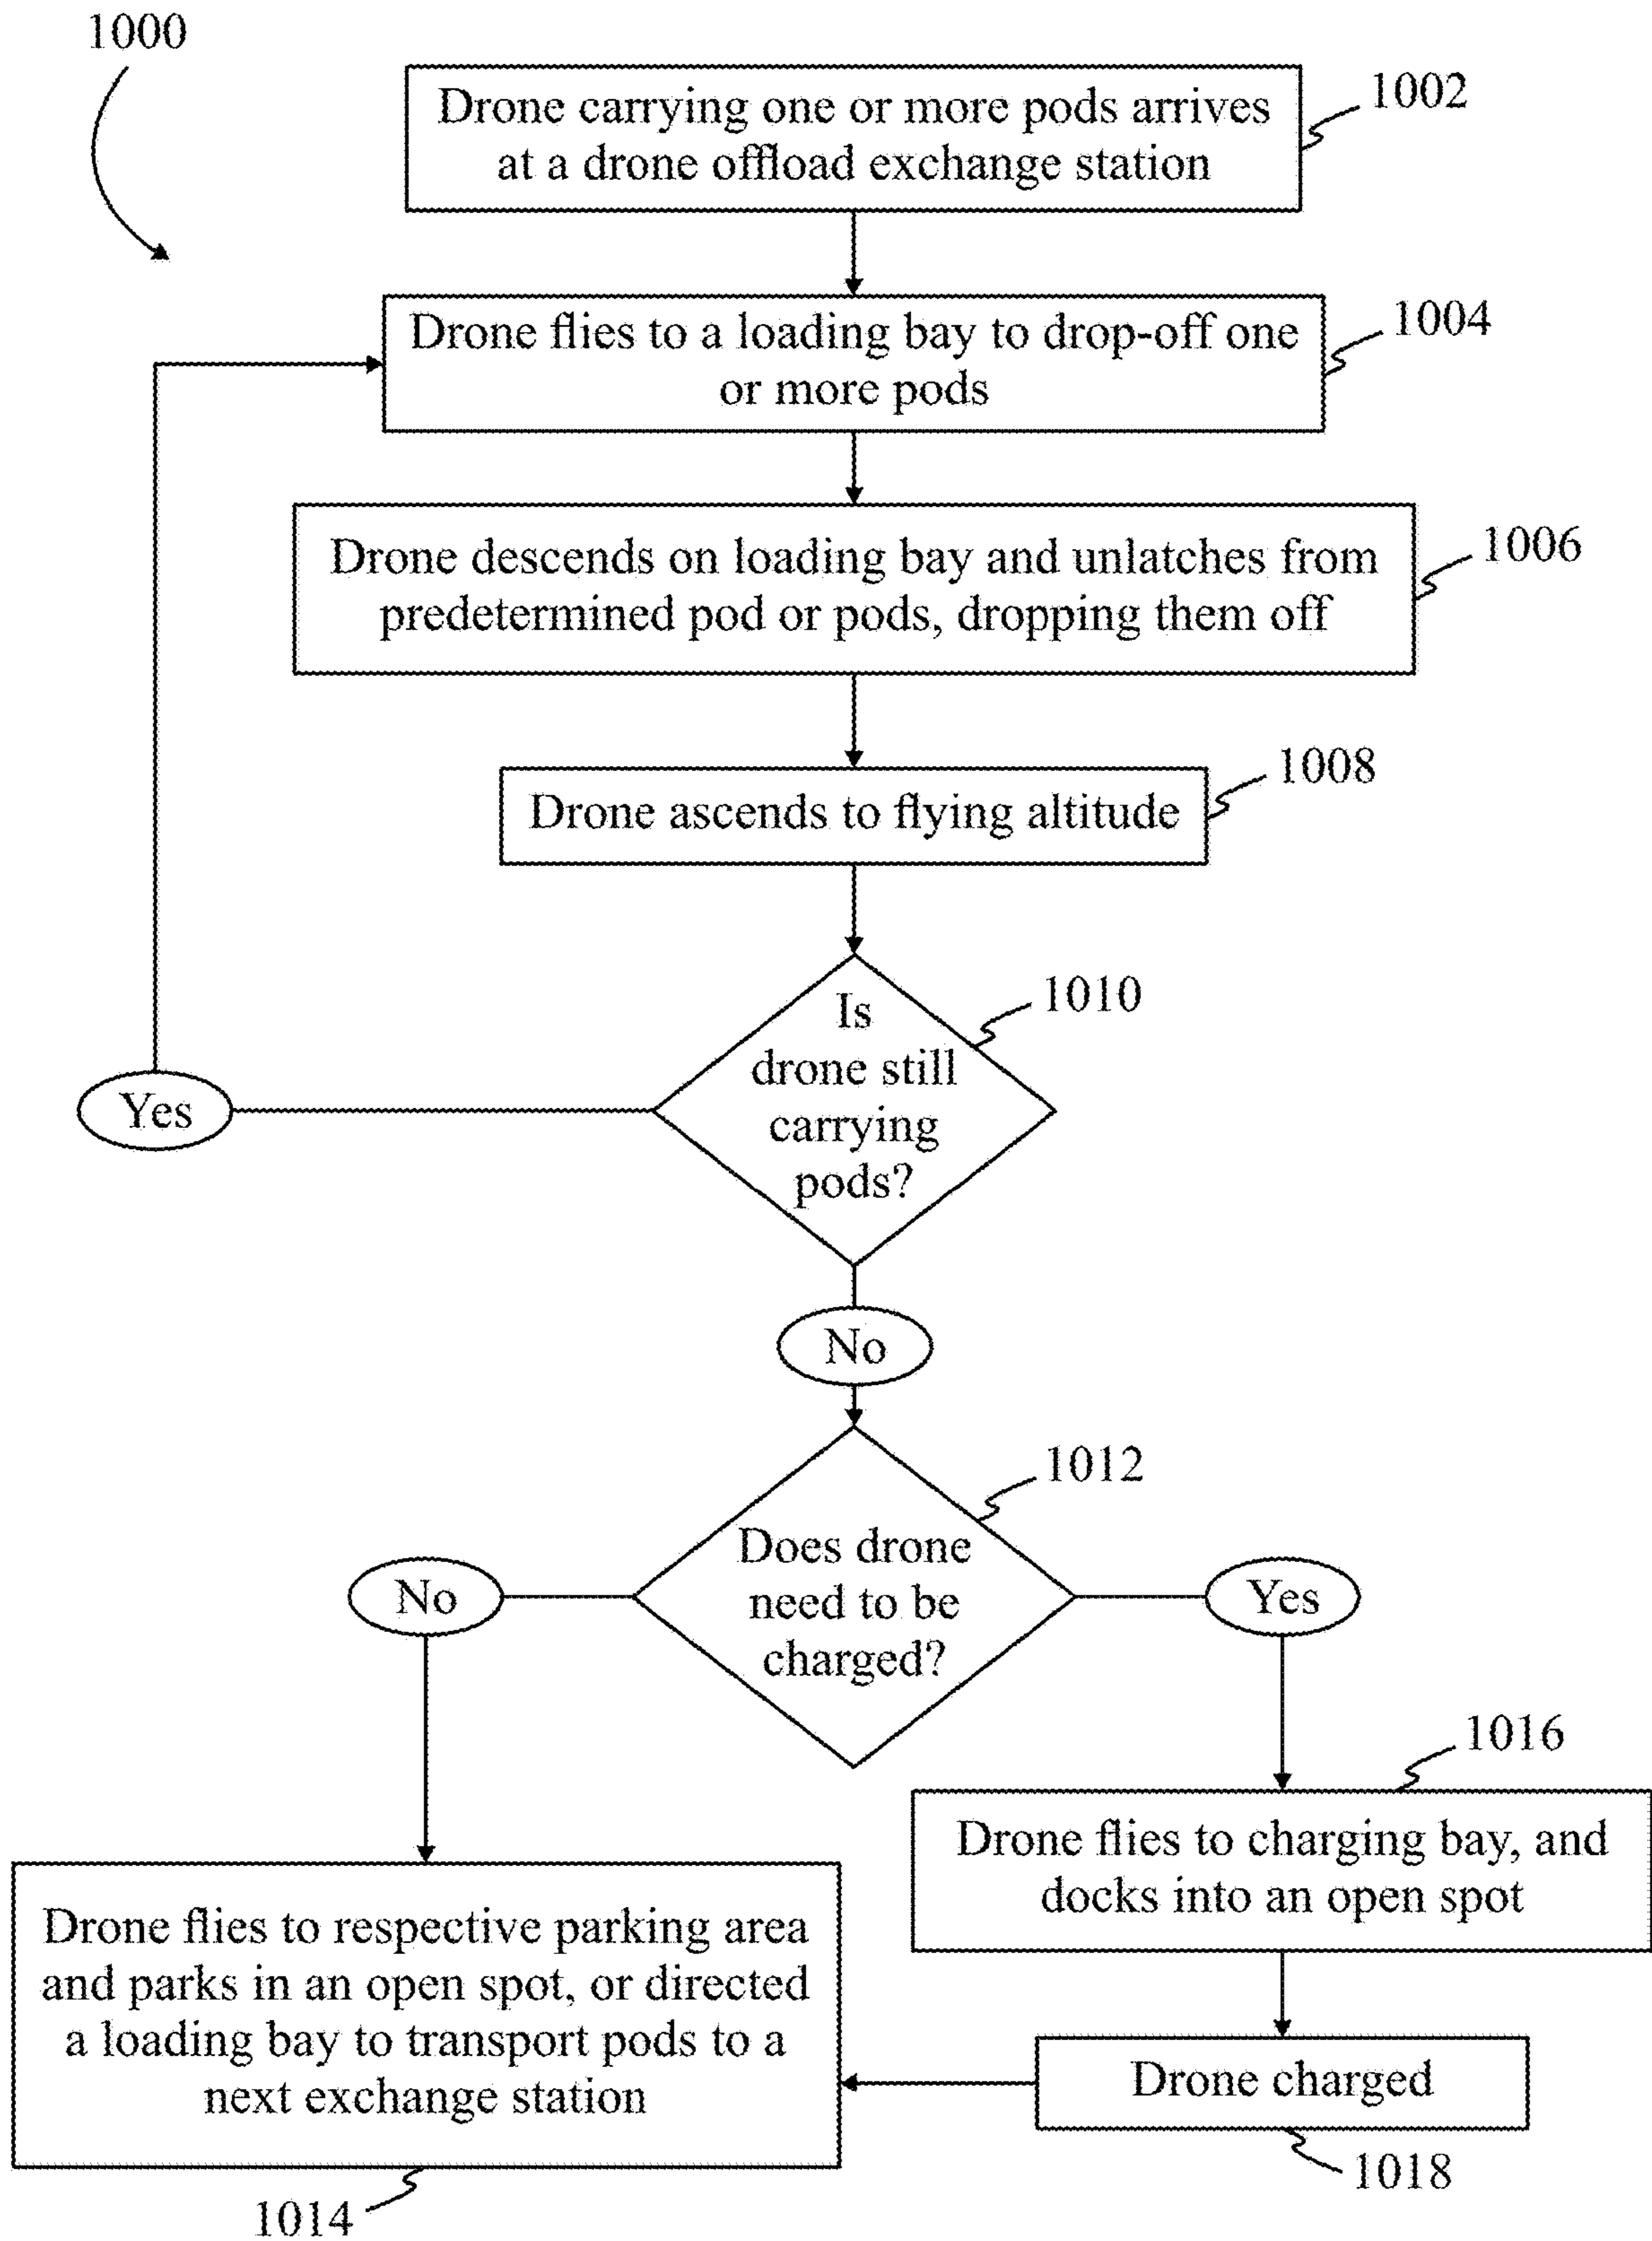 1000
Drone carrying one or more pods arrives
at a drone offload exchange station
1002
Drone flies to a loading bay to drop-off one
or more pods
1004
Drone descends on loading bay and unlatches from
predetermined pod or pods, dropping them off
1006
Drone ascends to flying altitude
1008
Is
drone still
carrying
pods?
1010
Yes
No
Does drone
need to be
charged?
1012
No
Yes
Drone flies to charging bay, and
docks into an open spot
1016
Drone flies to respective parking area
and parks in an open spot, or directed
a loading bay to transport pods to a
next exchange station
1014
Drone charged
1018